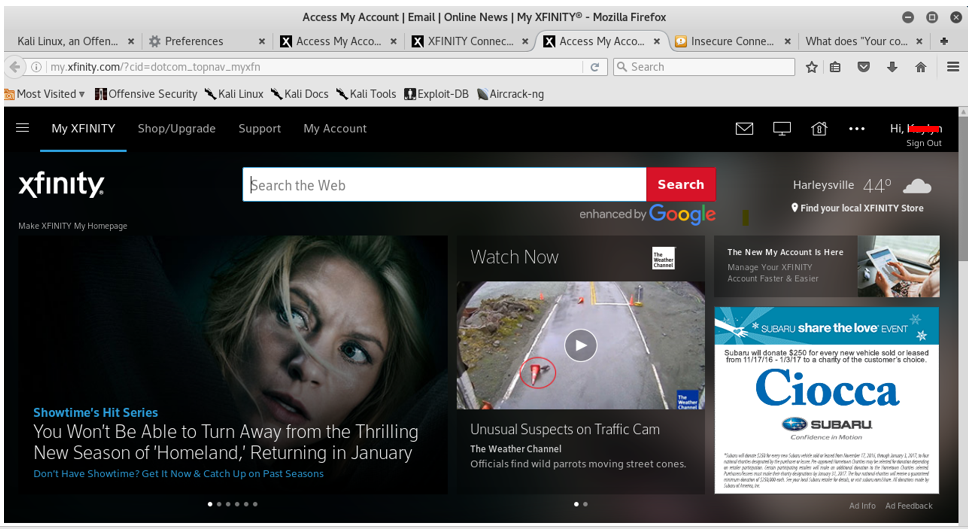 Access My Account | Email | Online News | My XFINITY® - Mozilla Firefox
Kali Linux, an Offen...
Preferences
Access My Acco...
XFINITY Connec...
Access My Acco...
Insecure Conne...
What does "Your co...
my.xfinity.com/?cid=dotcom_topnav_myxfn
Search
Most Visited
Offensive Security
Kali Linux
Kali Docs
Kali Tools
Exploit-DB
Aircrack-ng
My XFINITY
Shop/Upgrade
Support
My Account
Hi,
Sign Out
xfinity.
Search the Web
Search
enhanced by Google
Harleysville 44°
Find your local XFINITY Store
Make XFINITY My Homepage
Showtime's Hit Series
You Won't Be Able to Turn Away from the Thrilling
New Season of 'Homeland,' Returning in January
Don't Have Showtime? Get It Now & Catch Up on Past Seasons
Watch Now
The
Weather
Channel
The
Weather
Channel
Unusual Suspects on Traffic Cam
The Weather Channel
Officials find wild parrots moving street cones.
The New My Account Is Here
Manage Your XFINITY
Account Faster & Easier
SUBARU share the love® EVENT
Subaru will donate $250 for every new vehicle sold or leased
from 11/17/16 - 1/3/17 to a charity of the customer's choice.
Ciocca
SUBARU
Confidence in Motion
Ad Info
Ad Feedback